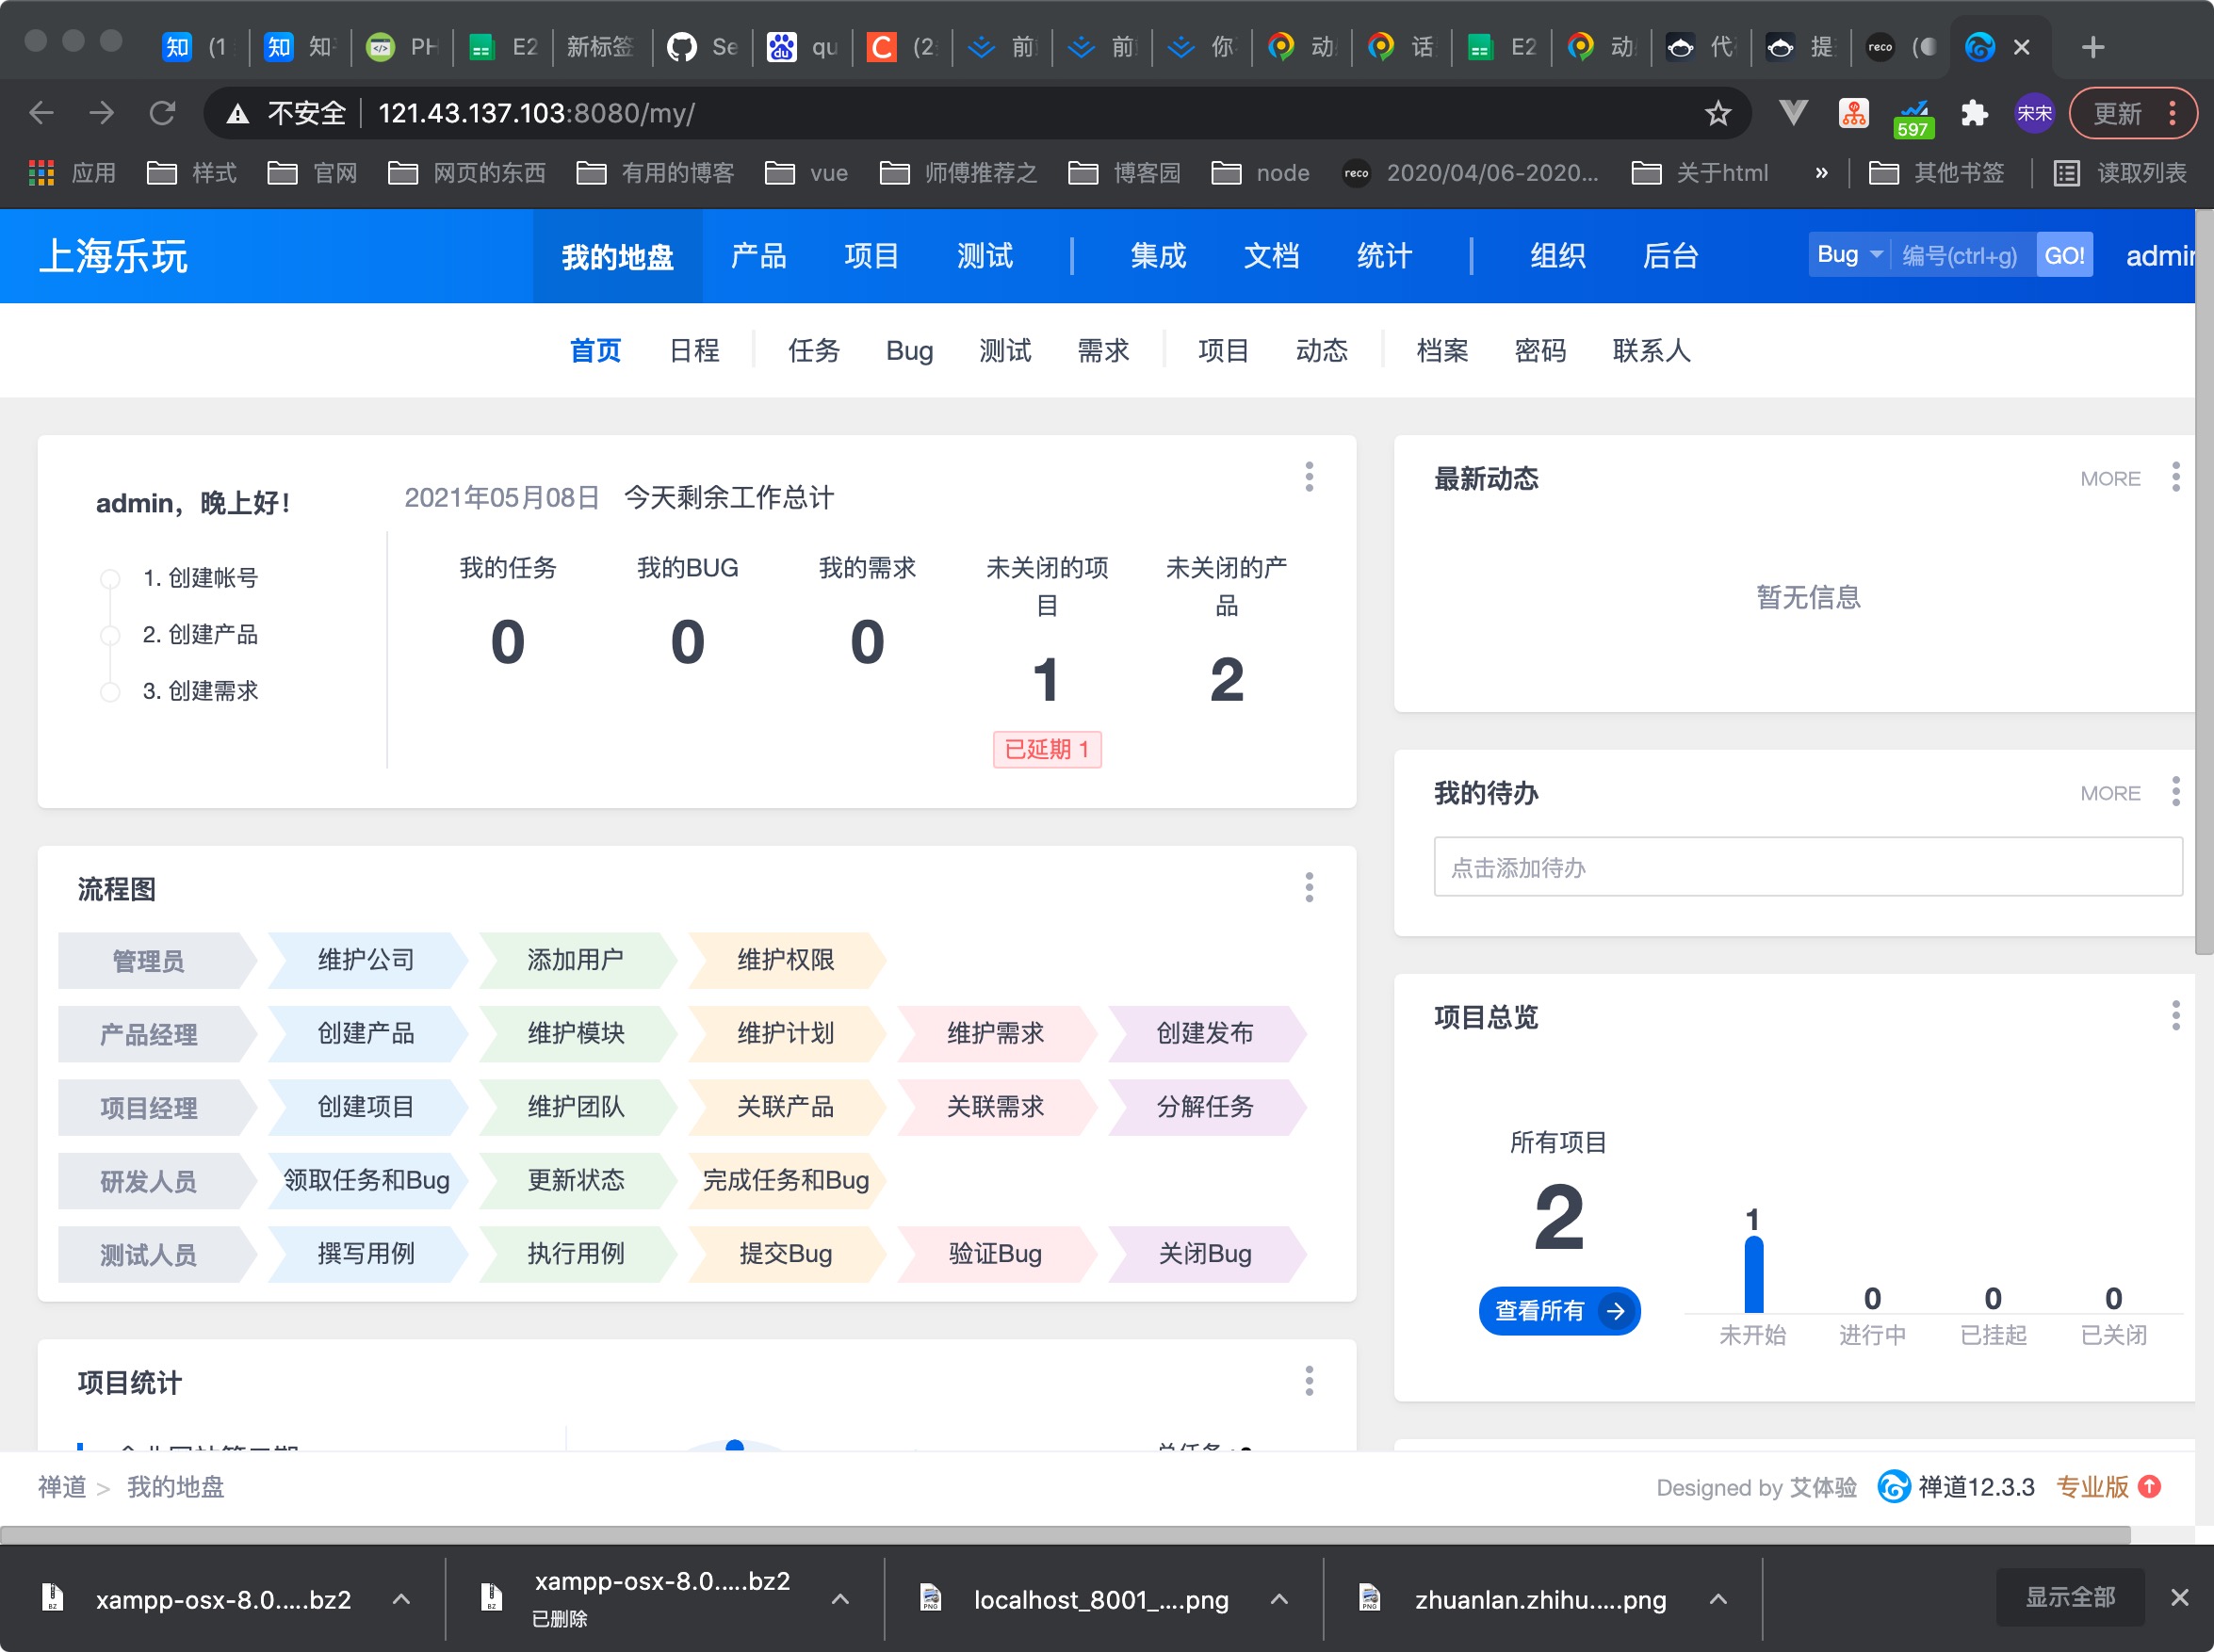 知 (1 知 PH E2 新标签 Se qu (2 前 前 你 动 话 E2 动 代 提 reco (
不安全 121.43.137.103:8080/my/ 597 宋宋 更新
应用 样式 官网 网页的东西 有用的博客 vue 师傅推荐之 博客园 node reco 2020/04/06-2020... 关于html » 其他书签 读取列表
上海乐玩 我的地盘 产品 项目 测试 集成 文档 统计 组织 后台 Bug 编号(ctrl+g) GO! admin
首页 日程 任务 Bug 测试 需求 项目 动态 档案 密码 联系人
admin，晚上好！
1. 创建帐号
2. 创建产品
3. 创建需求
2021年05月08日 今天剩余工作总计
我的任务 我的BUG 我的需求 未关闭的项目 未关闭的产品
0 0 0 1 2
已延期 1
最新动态 MORE
暂无信息
我的待办 MORE
点击添加待办
流程图
管理员 维护公司 添加用户 维护权限
产品经理 创建产品 维护模块 维护计划 维护需求 创建发布
项目经理 创建项目 维护团队 关联产品 关联需求 分解任务
研发人员 领取任务和Bug 更新状态 完成任务和Bug
测试人员 撰写用例 执行用例 提交Bug 验证Bug 关闭Bug
项目总览
所有项目
2
查看所有
1 0 0 0
未开始 进行中 已挂起 已关闭
项目统计
禅道 > 我的地盘
Designed by 艾体验 禅道12.3.3 专业版
xampp-osx-8.0.....bz2
xampp-osx-8.0.....bz2
已删除
localhost_8001_....png
zhuanlan.zhihu.....png
显示全部